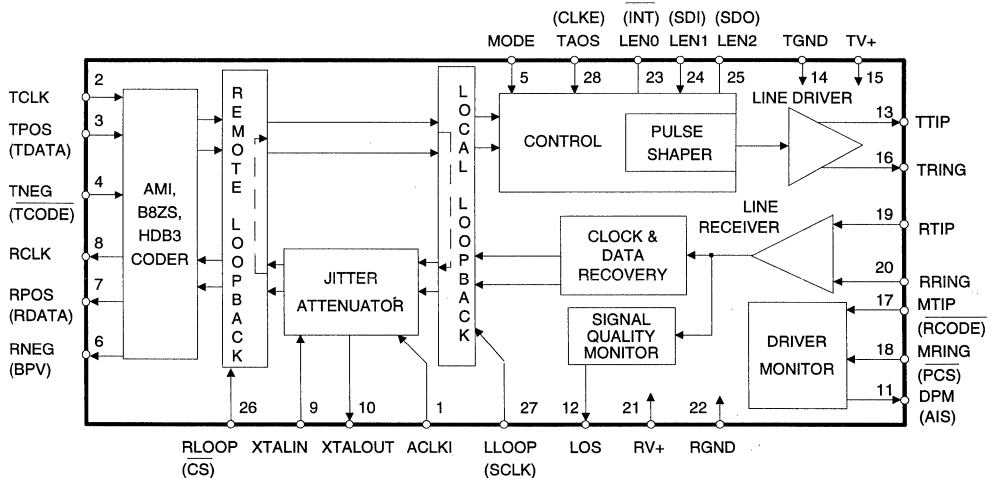 (CLKE) (INT) (SDI) (SDO)
MODE TAOS LEN0 LEN1 LEN2 TGND TV+
5 28 23 24 25 14 15
2
TCLK
3
TPOS
(TDATA)
4
TNEG
(TCODE)
8
RCLK
7
RPOS
(RDATA)
6
RNEG
(BPV)
AMI,
B8ZS,
HDB3
CODER
REMOTE LOOPBACK
JITTER
ATTENUATOR
LOCAL LOOPBACK
CONTROL
PULSE
SHAPER
LINE DRIVER
13
TTIP
16
TRING
LINE
RECEIVER
CLOCK &
DATA
RECOVERY
SIGNAL
QUALITY
MONITOR
19
RTIP
20
RRING
DRIVER
MONITOR
17
MTIP
(RCODE)
18
MRING
(PCS)
11
DPM
(AIS)
26 9 10 1 27 12 21 22
RLOOP XTALIN XTALOUT ACLKI LLOOP LOS RV+ RGND
(CS) (SCLK)